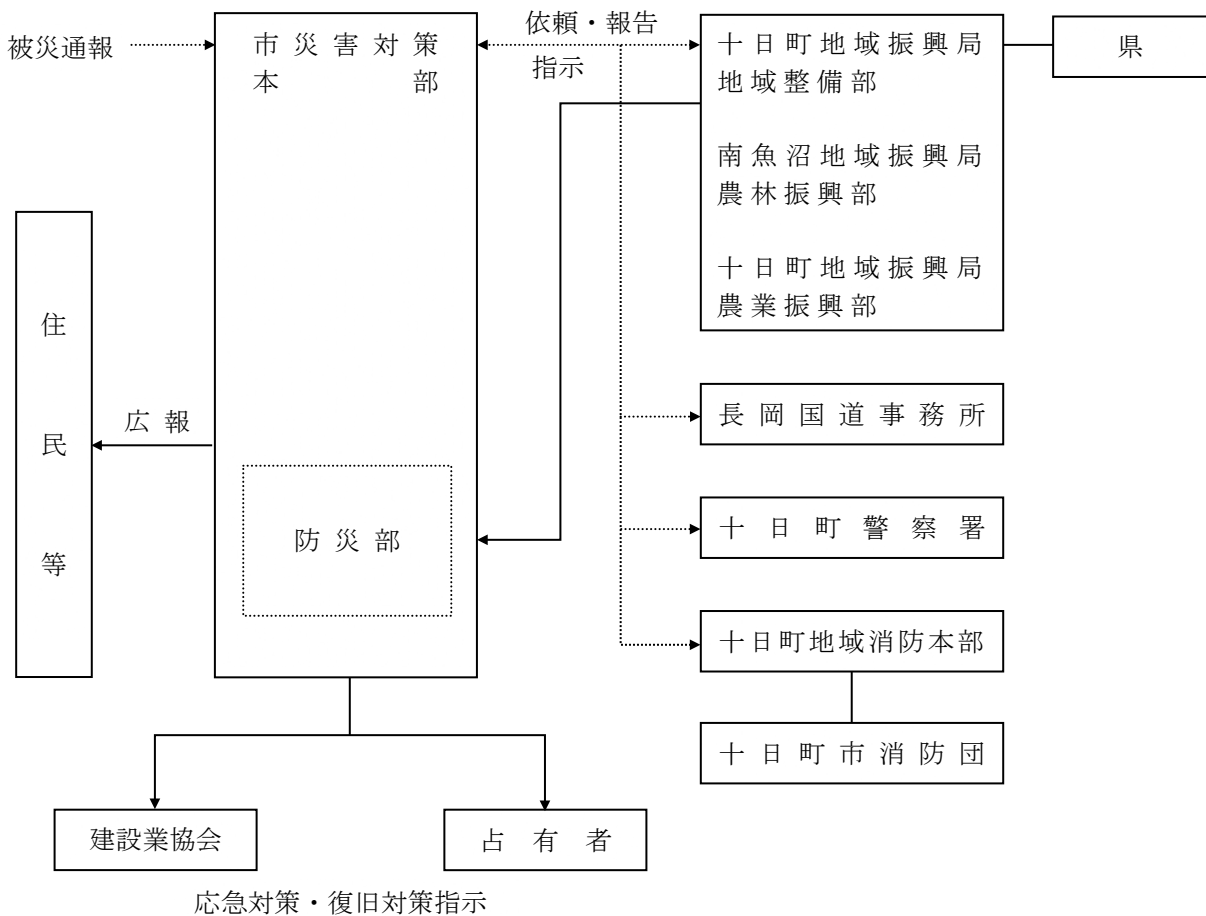 被災通報
市災害対策
本部
依頼・報告
指示
十日町地域振興局
地域整備部
南魚沼地域振興局
農林振興部
十日町地域振興局
農業振興部
県
住民等
広報
防災部
長岡国道事務所
十日町警察署
十日町地域消防本部
十日町市消防団
建設業協会
占有者
応急対策・復旧対策指示